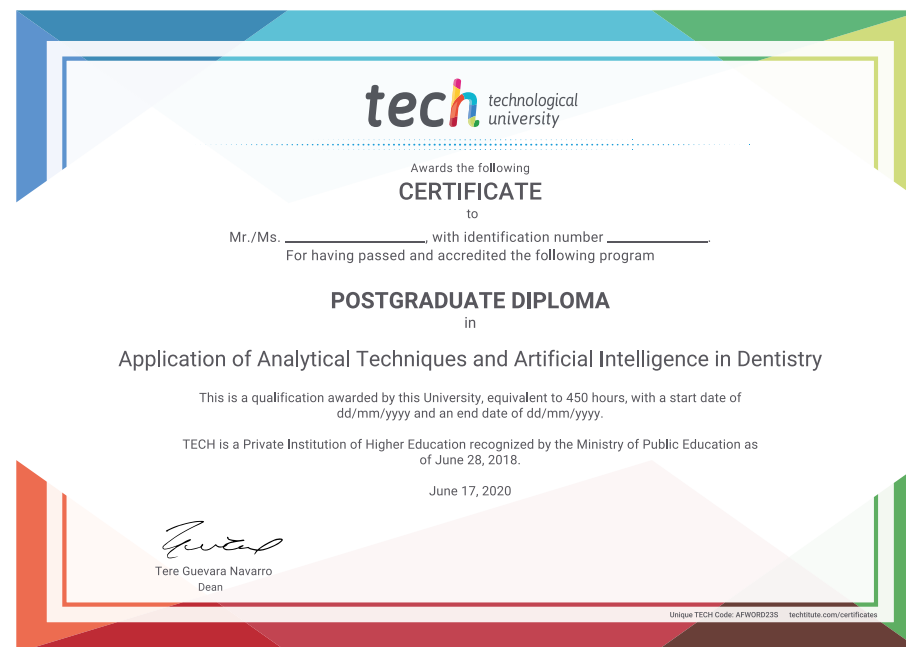 tech technological
university
Awards the following
CERTIFICATE
to
Mr./Ms. ____________________, with identification number ______________.
For having passed and accredited the following program
POSTGRADUATE DIPLOMA
in
Application of Analytical Techniques and Artificial Intelligence in Dentistry
This is a qualification awarded by this University, equivalent to 450 hours, with a start date of
dd/mm/yyyy and an end date of dd/mm/yyyy.
TECH is a Private Institution of Higher Education recognized by the Ministry of Public Education as
of June 28, 2018.
June 17, 2020
Tere Guevara Navarro
Dean
Unique TECH Code: AFWORD23S techtitute.com/certificates